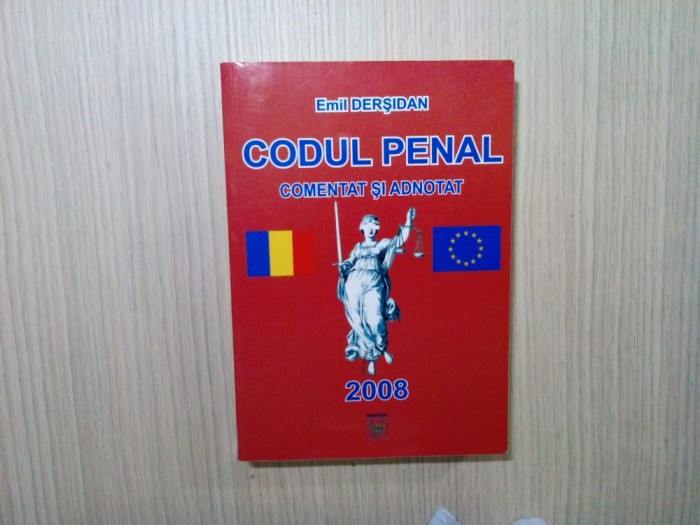 Emil DERŞIDAN
CODUL PENAL
COMENTAT ŞI ADNOTAT
2008